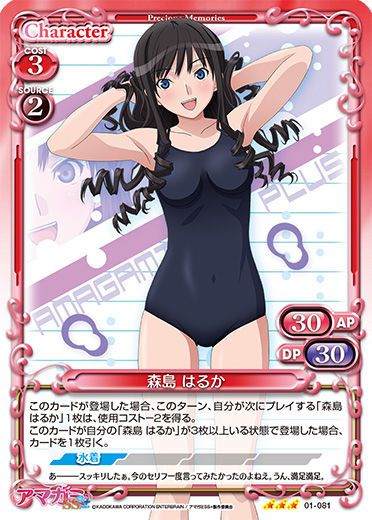 Precious Memories
Character
COST
3
SOURCE
2
AMAGAMI
PLUS
30 AP
DP 30
森島 はるか
このカードが登場した場合、このターン、自分が次にプレイする「森島
はるか」1枚は、使用コスト－2を得る。
このカードが自分の「森島 はるか」が3枚以上いる状態で登場した場合、
カードを1枚引く。
水着
あーーースッキリしたぁ。今のセリフ一度言ってみたかったのよねえ。うん、満足満足。
アマガミSS+
©KADOKAWA CORPORATION ENTERBRAIN／アマガミSS+製作委員会
★★★ 01-081